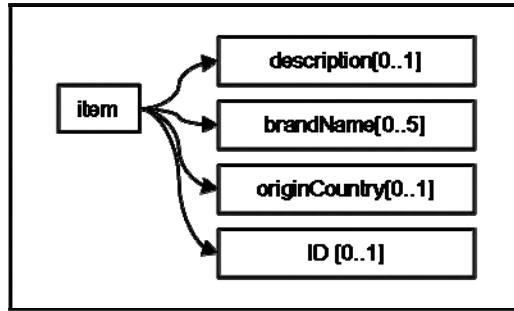 item
description[0..1]
brandName[0..5]
originCountry[0..1]
ID [0..1]